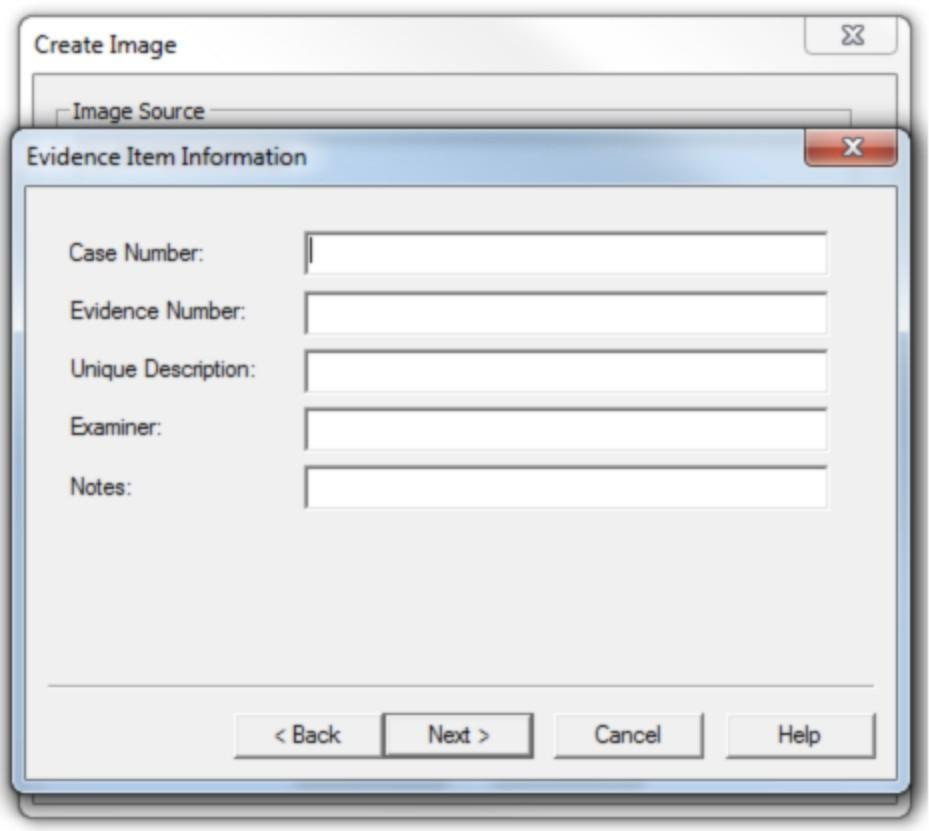 Create Image
Image Source
Evidence Item Information
Case Number:
Evidence Number:
Unique Description:
Examiner:
Notes:
< Back Next > Cancel Help